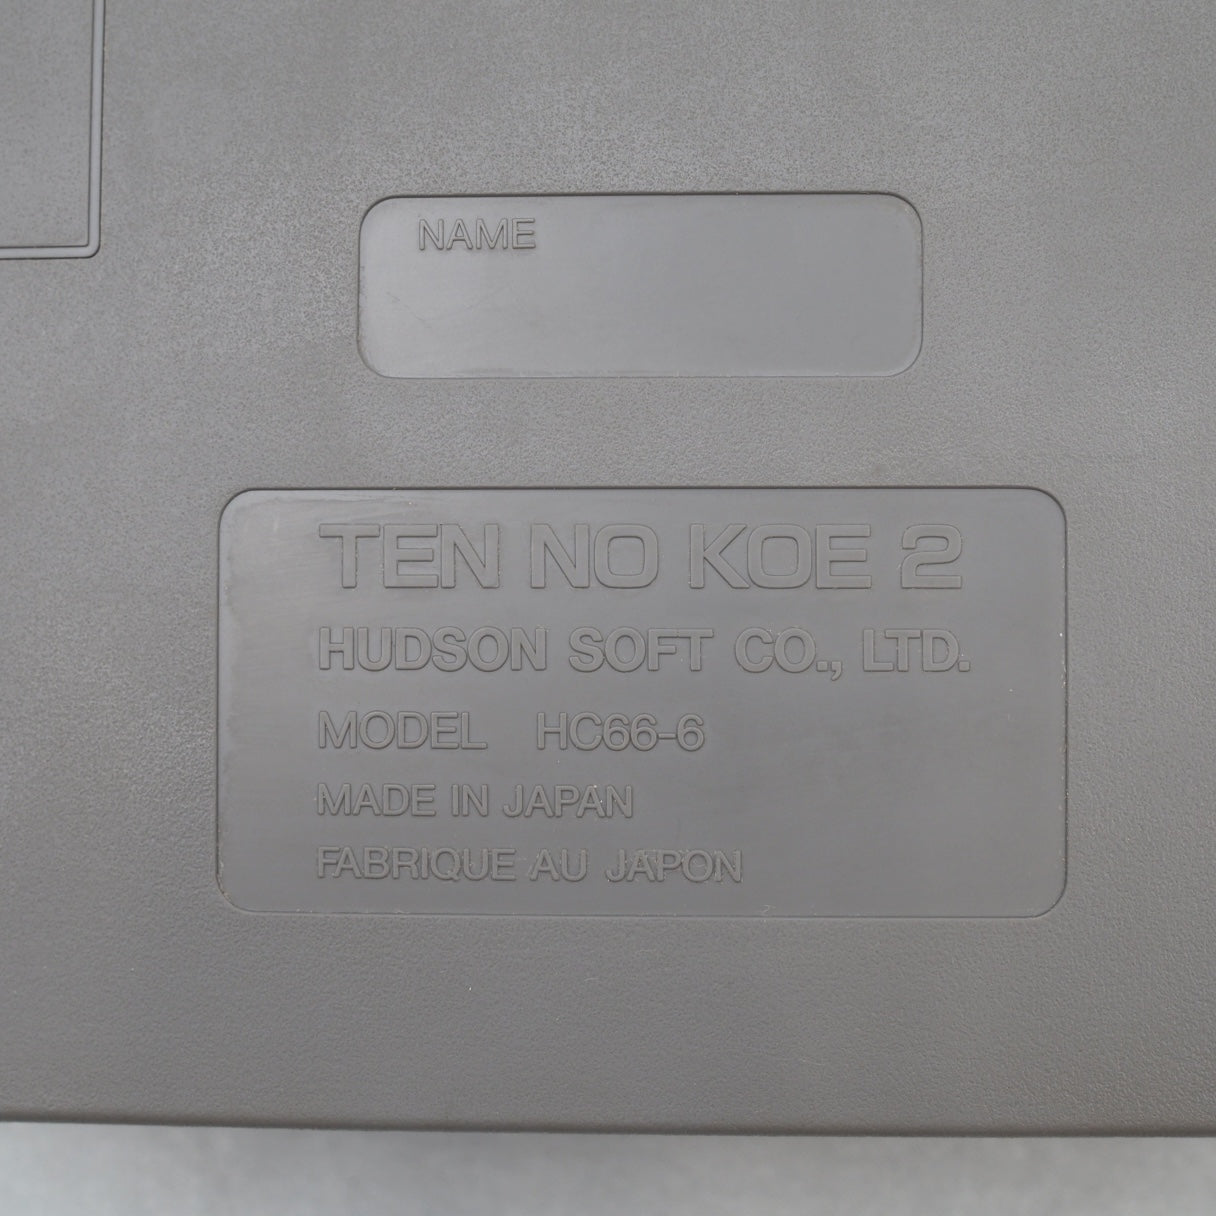 NAME
TEN NO KOE 2
HUDSON SOFT CO., LTD.
MODEL HC66-6
MADE IN JAPAN
FABRIQUE AU JAPON